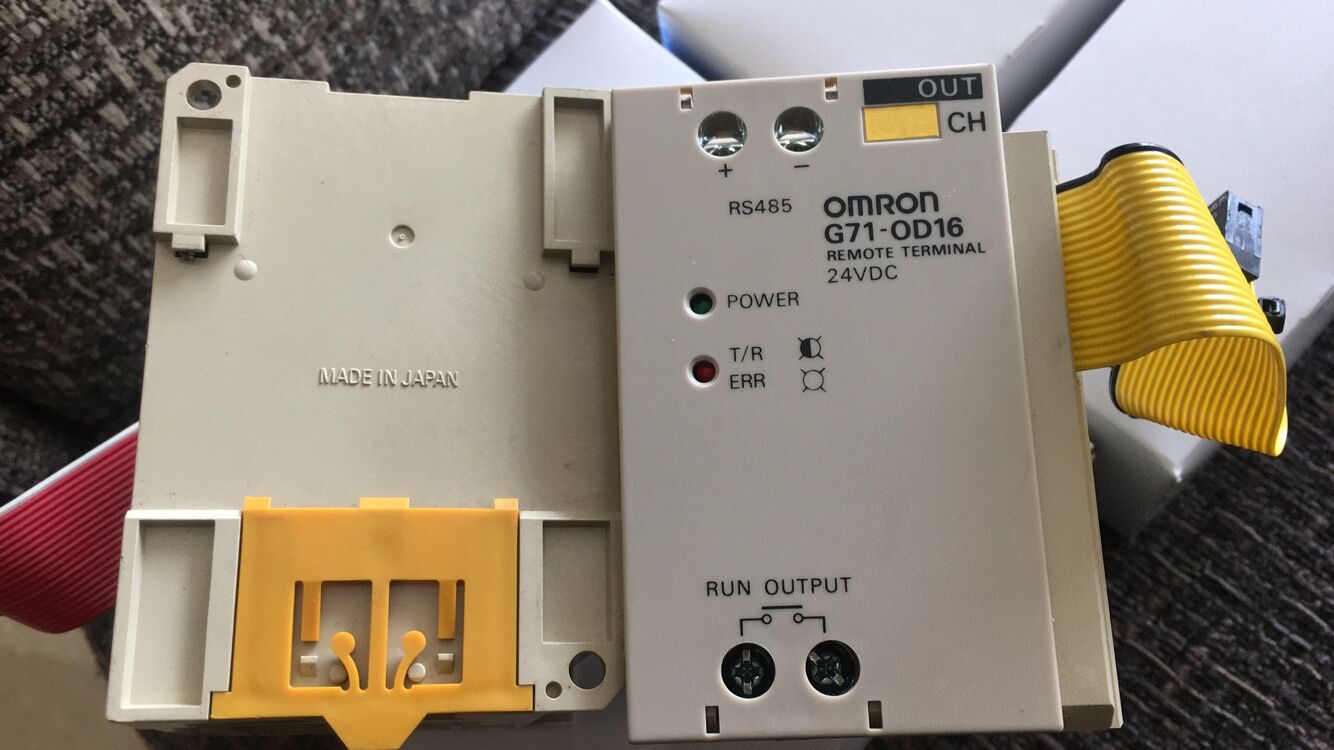 OUT
CH
+ −
RS485
OMRON
G71-OD16
REMOTE TERMINAL
24VDC
POWER
T/R
ERR
MADE IN JAPAN
RUN OUTPUT